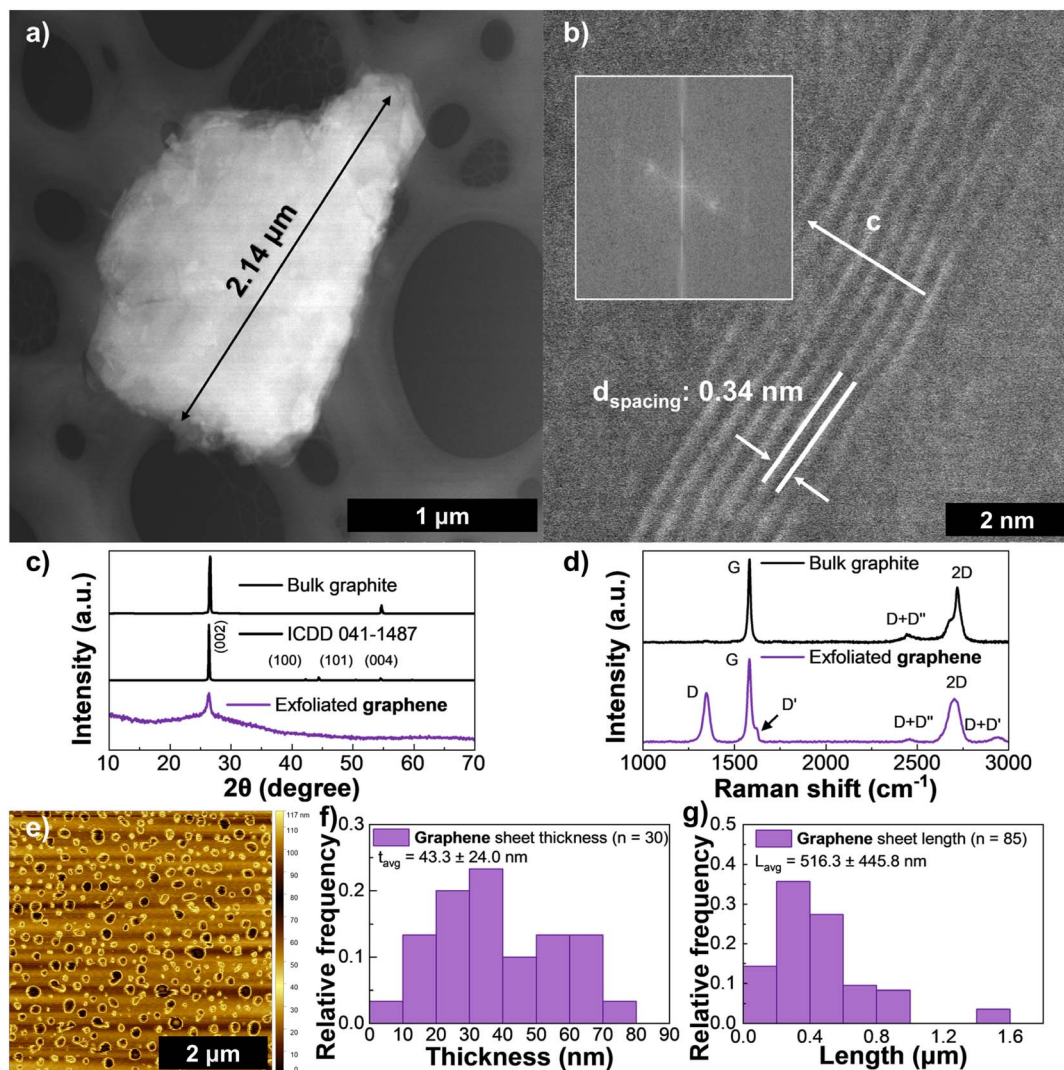 a)
2.14 µm
1 µm
b)
c
d_spacing: 0.34 nm
2 nm
c)
Intensity (a.u.)
Bulk graphite
(002)
ICDD 041-1487
(100)
(101)
(004)
Exfoliated graphene
10
20
30
40
50
60
70
2θ (degree)
d)
Intensity (a.u.)
G
Bulk graphite
D+D''
2D
Exfoliated graphene
D
G
D'
D+D''
2D
D+D'
1000
1500
2000
2500
3000
Raman shift (cm⁻¹)
e)
117 nm
110
100
90
80
70
60
50
40
30
20
10
0
2 µm
f)
Relative frequency
0.3
0.2
0.1
0.0
Graphene sheet thickness (n = 30)
t_avg = 43.3 ± 24.0 nm
0
10
20
30
40
50
60
70
80
90
Thickness (nm)
g)
Relative frequency
0.5
0.4
0.3
0.2
0.1
0.0
Graphene sheet length (n = 85)
L_avg = 516.3 ± 445.8 nm
0.0
0.4
0.8
1.2
1.6
Length (µm)